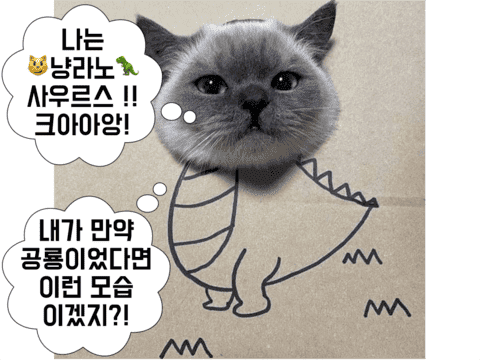 나는
😼냥라노🦖
사우르스 !!
크아아앙!
내가 만약
공룡이었다면
이런 모습
이겠지?!